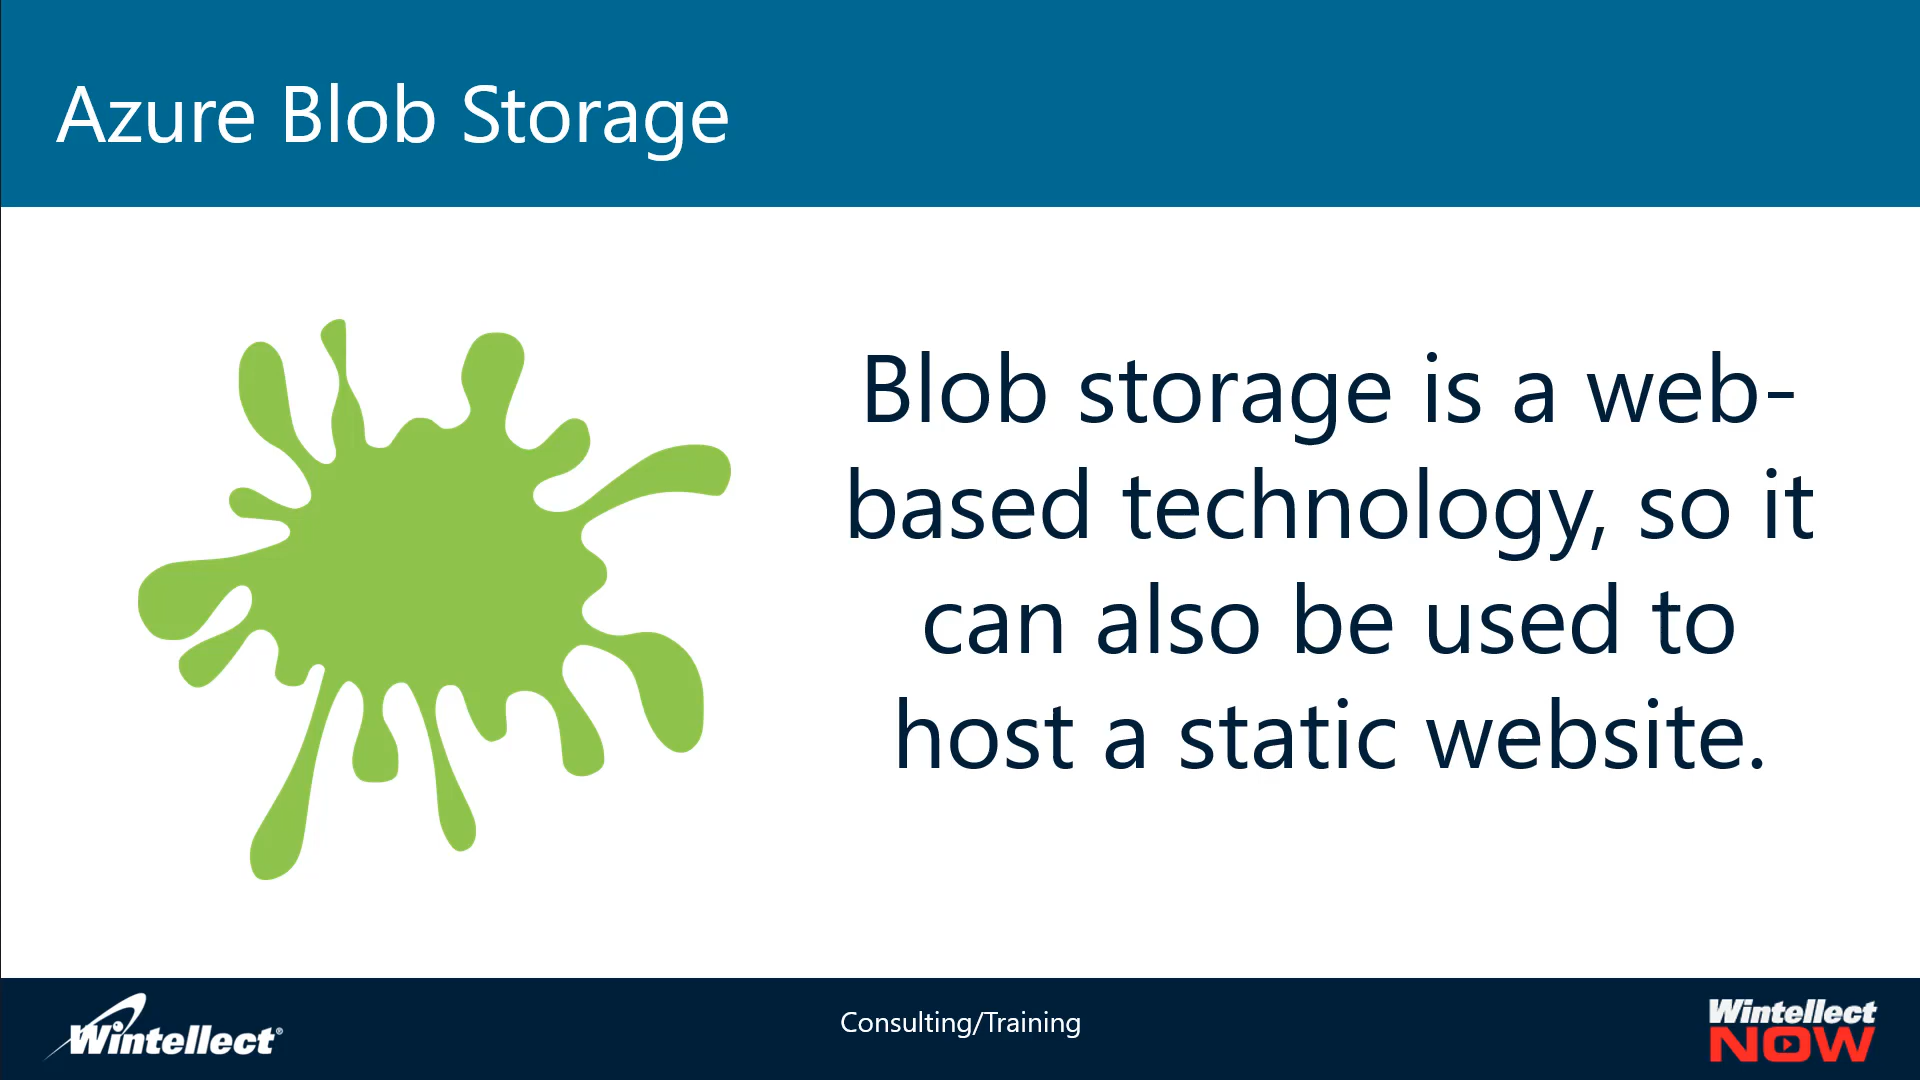 Azure Blob Storage
Blob storage is a web-
based technology, so it
can also be used to
host a static website.
Wintellect®
Consulting/Training
Wintellect
NOW